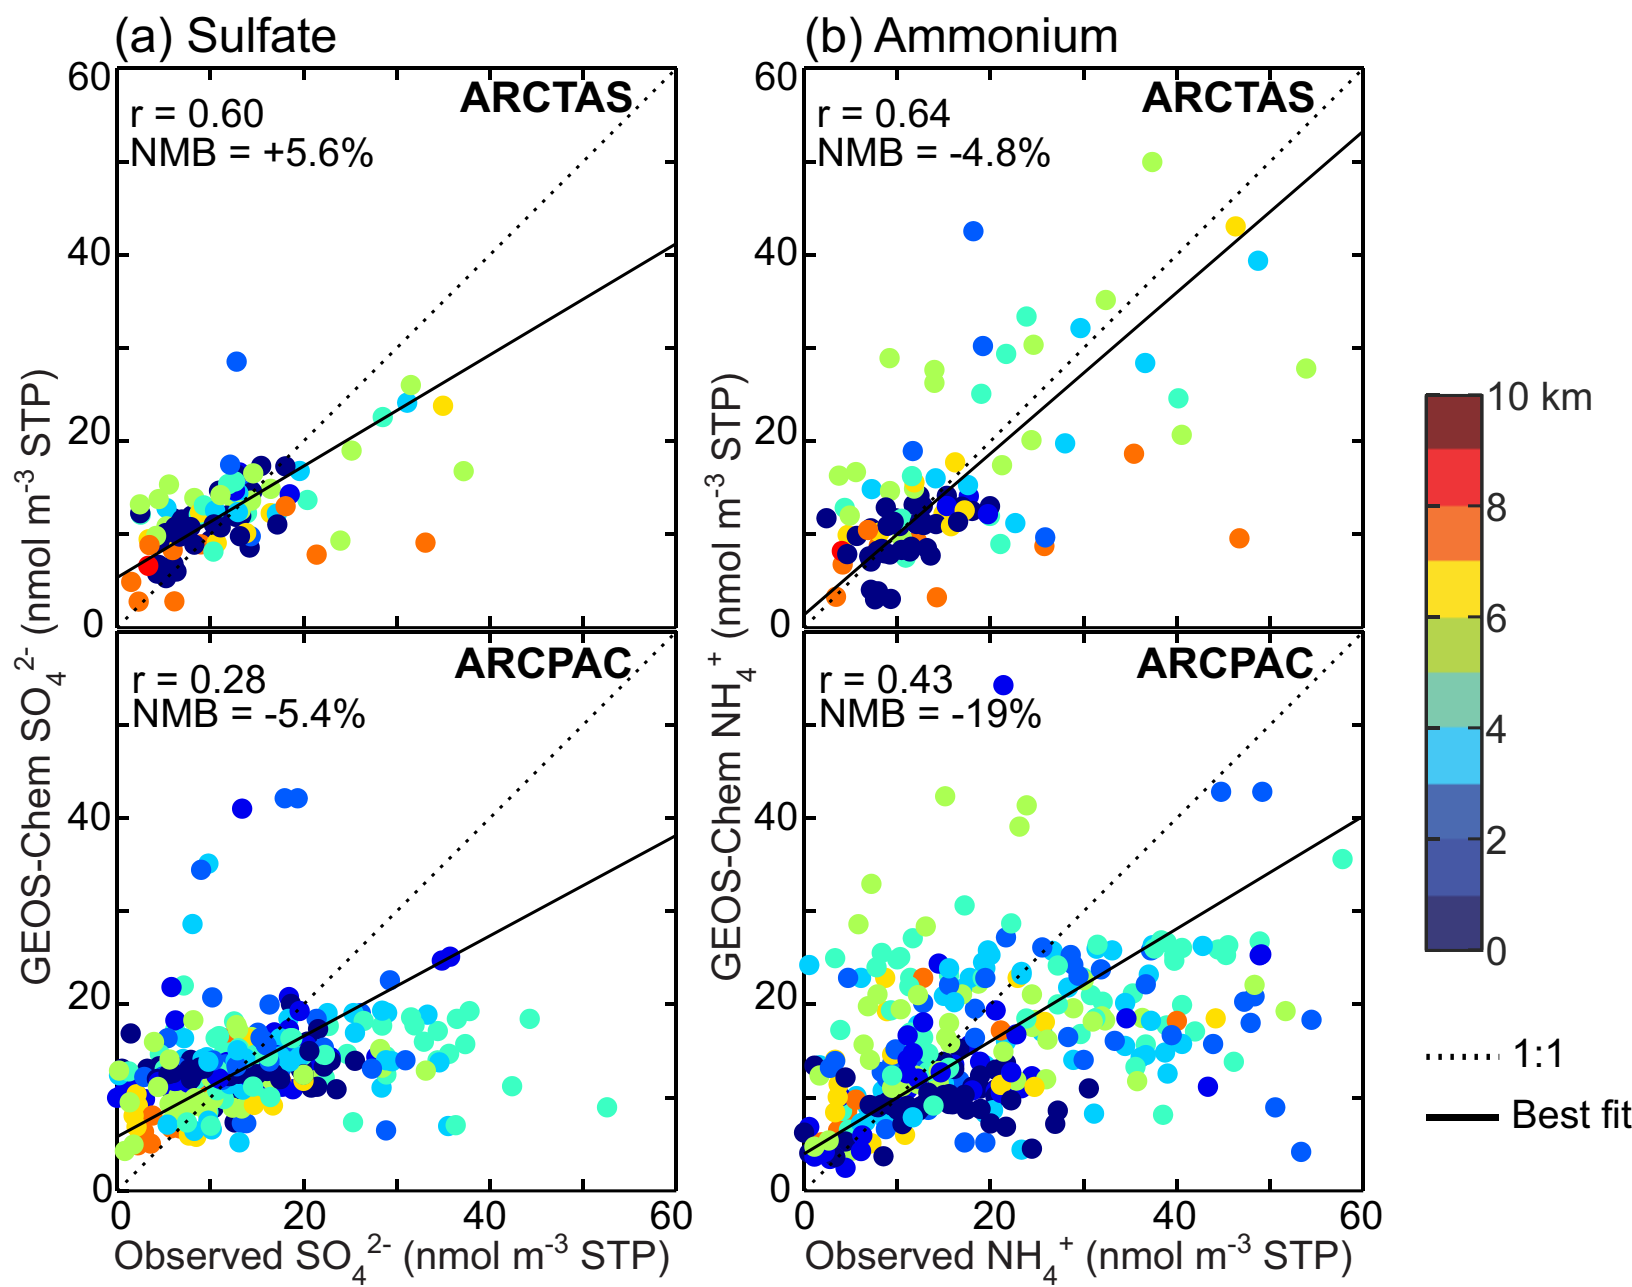 (a) Sulfate
(b) Ammonium
60
ARCTAS
r = 0.60
NMB = +5.6%
40
20
0
60
ARCTAS
r = 0.64
NMB = -4.8%
40
20
0
ARCPAC
r = 0.28
NMB = -5.4%
40
20
0
0 20 40 60
ARCPAC
r = 0.43
NMB = -19%
40
20
0
0 20 40 60
GEOS-Chem SO₄²⁻ (nmol m⁻³ STP)
GEOS-Chem NH₄⁺ (nmol m⁻³ STP)
Observed SO₄²⁻ (nmol m⁻³ STP)
Observed NH₄⁺ (nmol m⁻³ STP)
10 km
8
6
4
2
0
1:1
Best fit